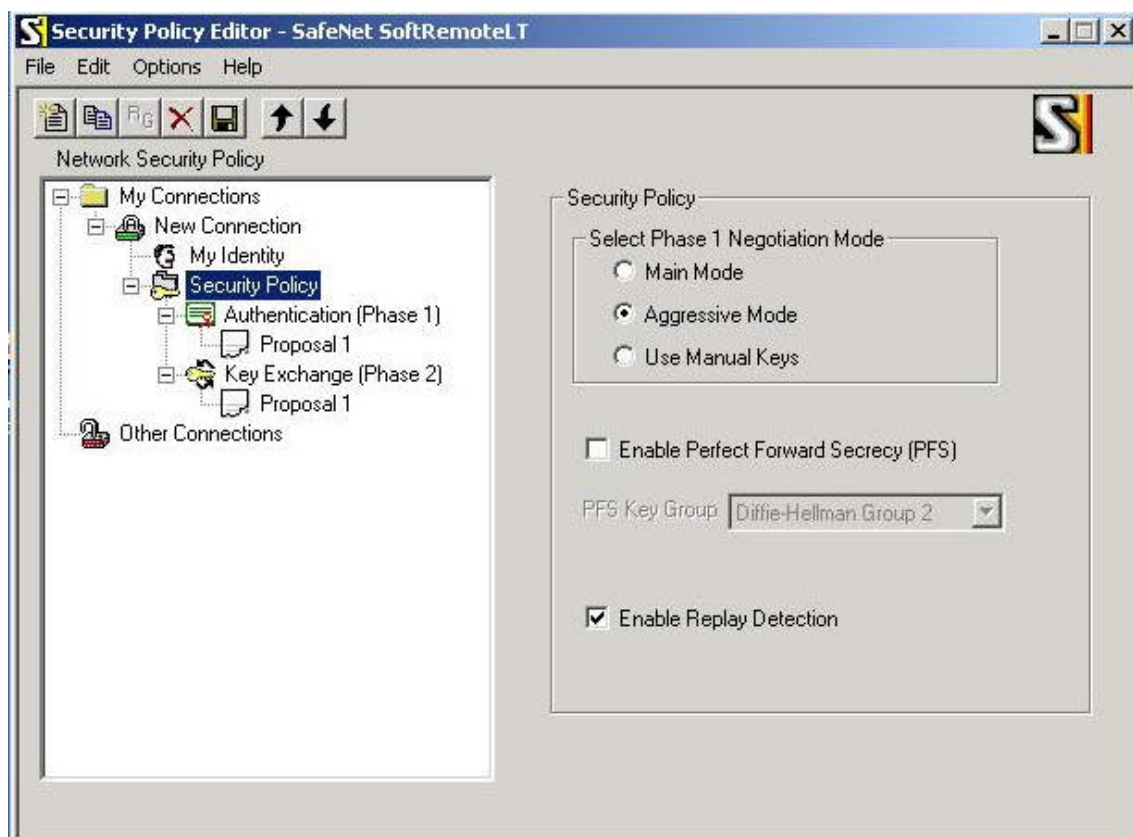 Security Policy Editor - SafeNet SoftRemoteLT
File Edit Options Help
RG
Network Security Policy
My Connections
New Connection
My Identity
Security Policy
Authentication (Phase 1)
Proposal 1
Key Exchange (Phase 2)
Proposal 1
Other Connections
Security Policy
Select Phase 1 Negotiation Mode
Main Mode
Aggressive Mode
Use Manual Keys
Enable Perfect Forward Secrecy (PFS)
PFS Key Group Diffie-Hellman Group 2
Enable Replay Detection